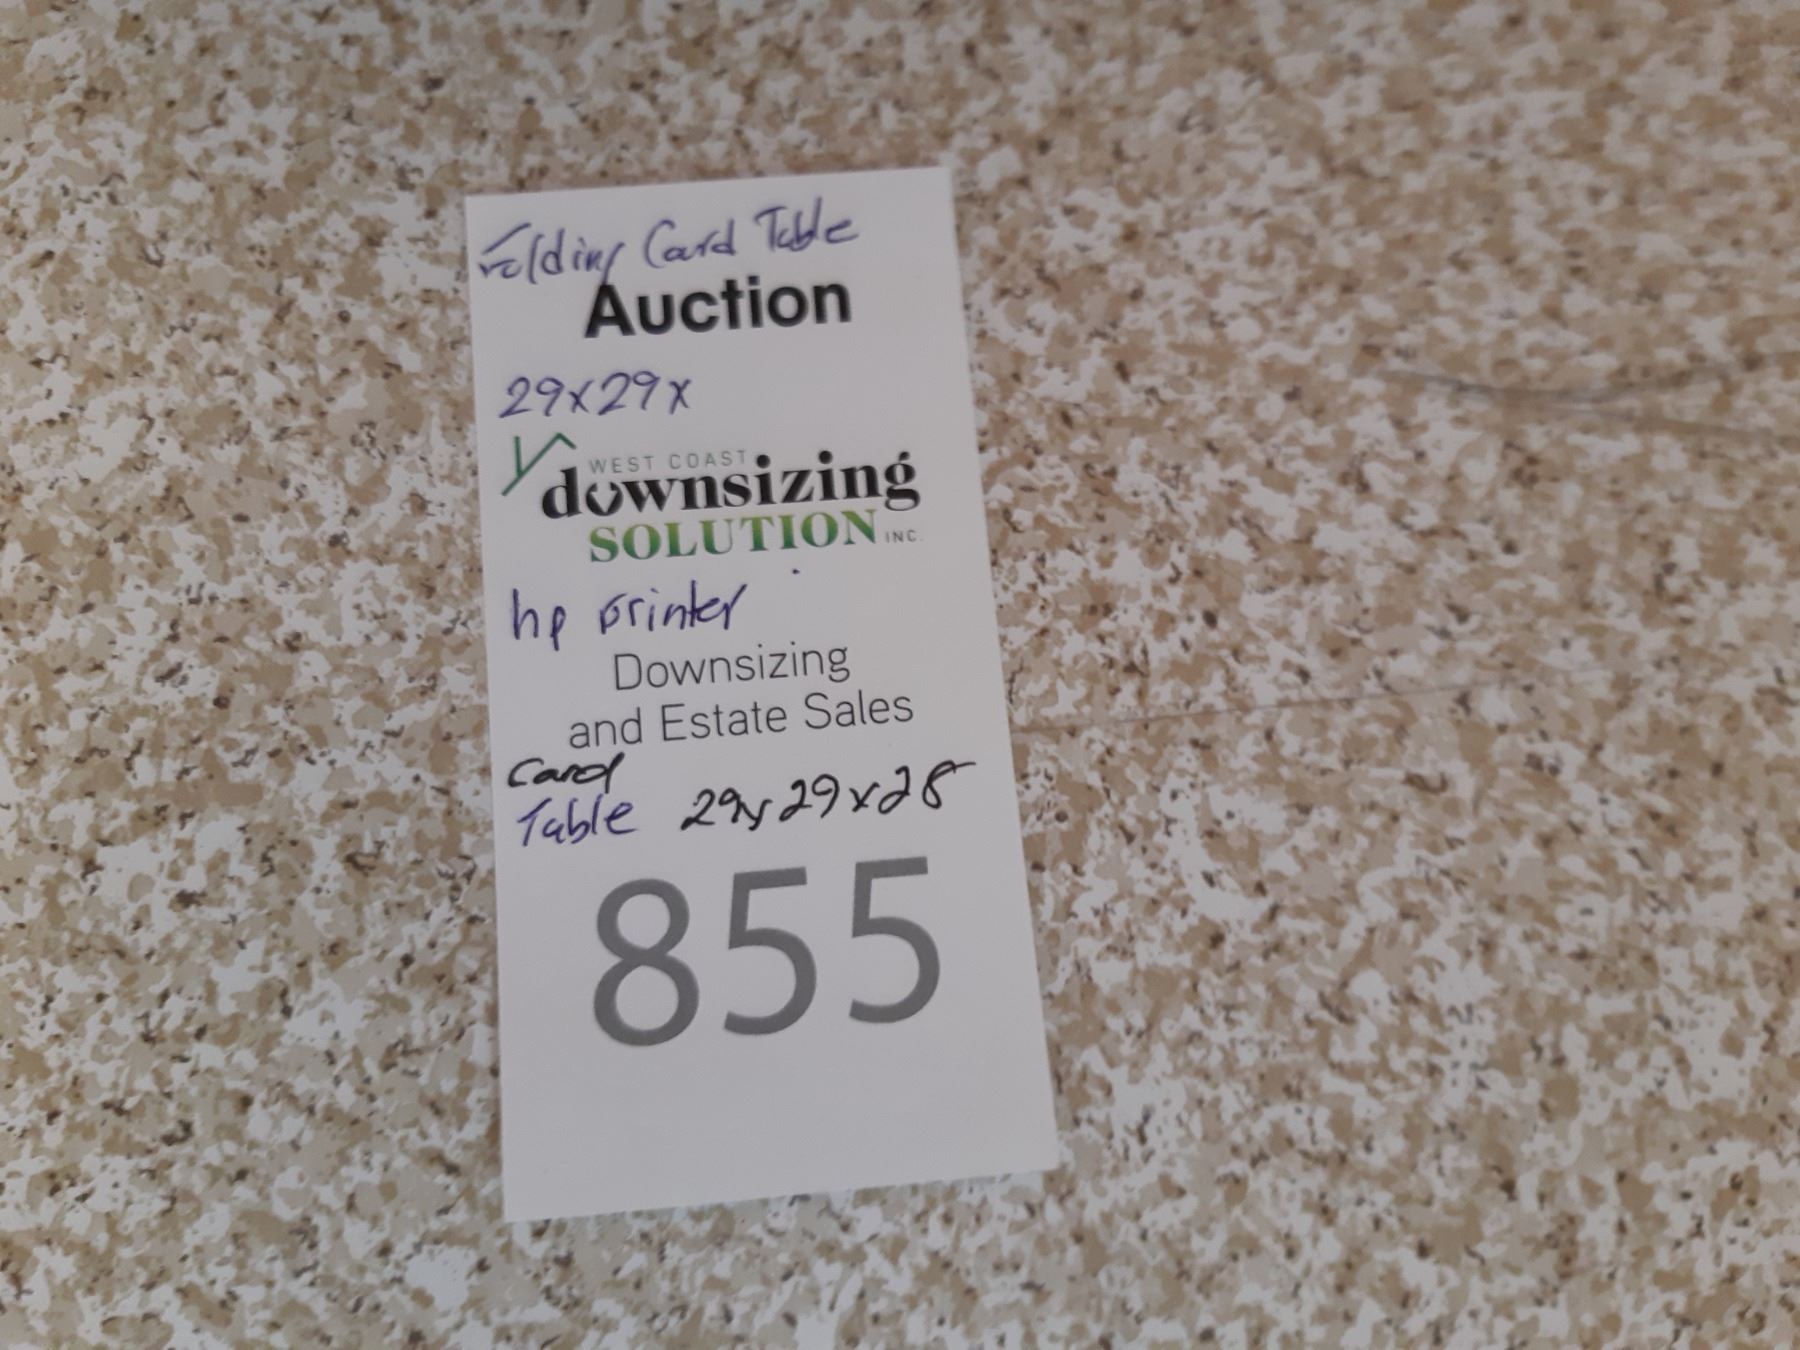 Folding Card Table
Auction
29x29x
WEST COAST
downsizing
SOLUTION INC.
hp printer
Downsizing
and Estate Sales
Card
Table 29x29x28
855